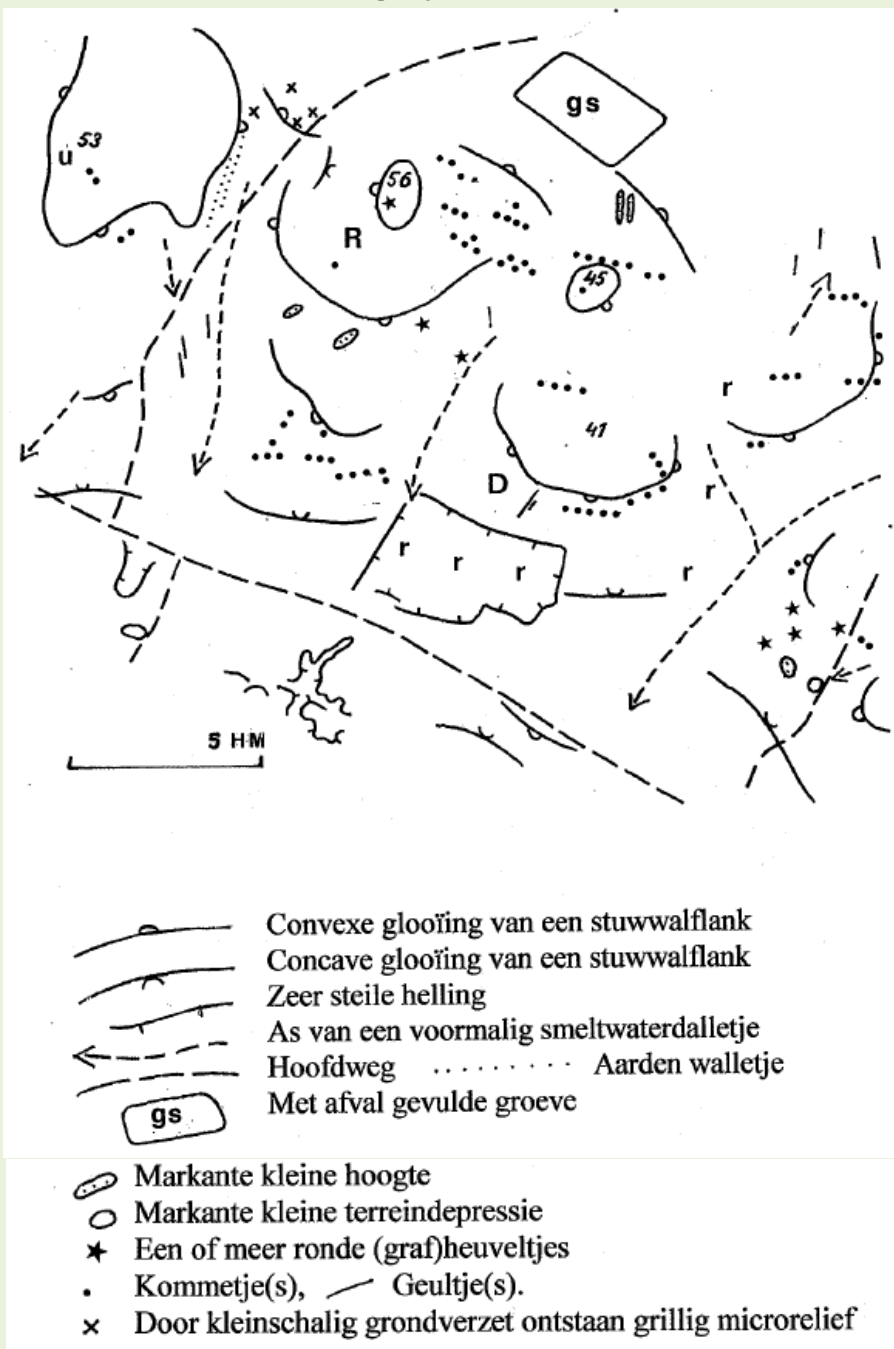 gs
53
u
56
R
45
r
41
D
r
r
r
r
r
5 HM
Convexe glooïing van een stuwwalflank
Concave glooïing van een stuwwalflank
Zeer steile helling
As van een voormalig smeltwaterdalletje
Hoofdweg ········· Aarden walletje
gs Met afval gevulde groeve
Markante kleine hoogte
Markante kleine terreindepressie
Een of meer ronde (graf)heuveltjes
Kommetje(s), Geultje(s).
x Door kleinschalig grondverzet ontstaan grillig microrelief